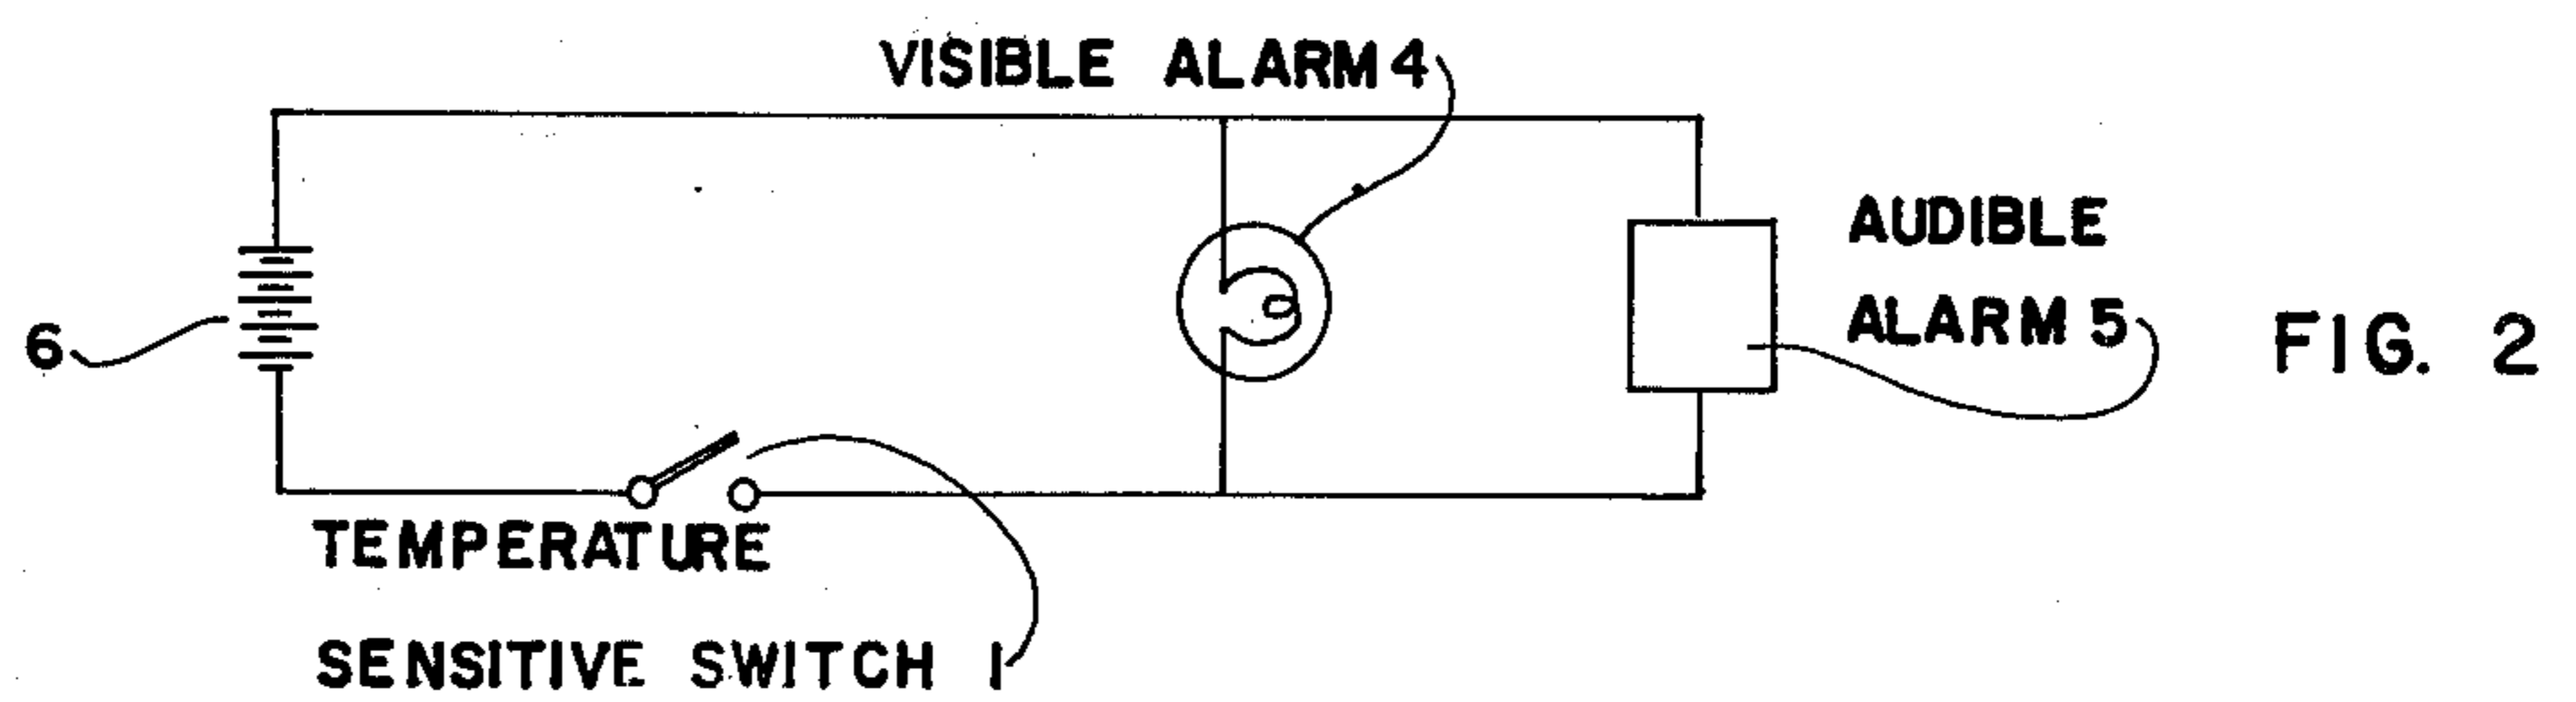 VISIBLE ALARM 4
AUDIBLE
ALARM 5
6
FIG. 2
TEMPERATURE
SENSITIVE SWITCH 1